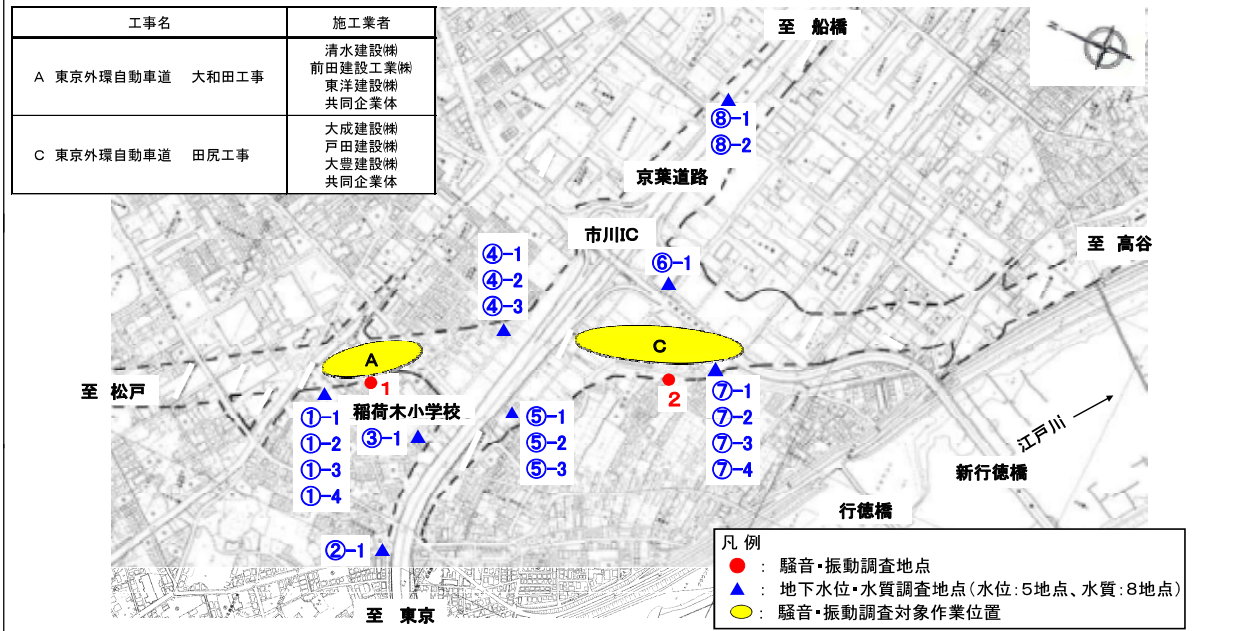 工事名 施工業者
A 東京外環自動車道 大和田工事
清水建設㈱
前田建設工業㈱
東洋建設㈱
共同企業体
C 東京外環自動車道 田尻工事
大成建設㈱
戸田建設㈱
大豊建設㈱
共同企業体
至 船橋
⑧-1
⑧-2
京葉道路
市川IC
至 高谷
④-1
④-2
④-3
⑥-1
A
C
至 松戸
1
2
稲荷木小学校
①-1
①-2
①-3
①-4
③-1
⑤-1
⑤-2
⑤-3
⑦-1
⑦-2
⑦-3
⑦-4
江戸川
新行徳橋
行徳橋
②-1
至 東京
凡 例
： 騒音・振動調査地点
： 地下水位・水質調査地点(水位:5地点、水質:8地点)
： 騒音・振動調査対象作業位置